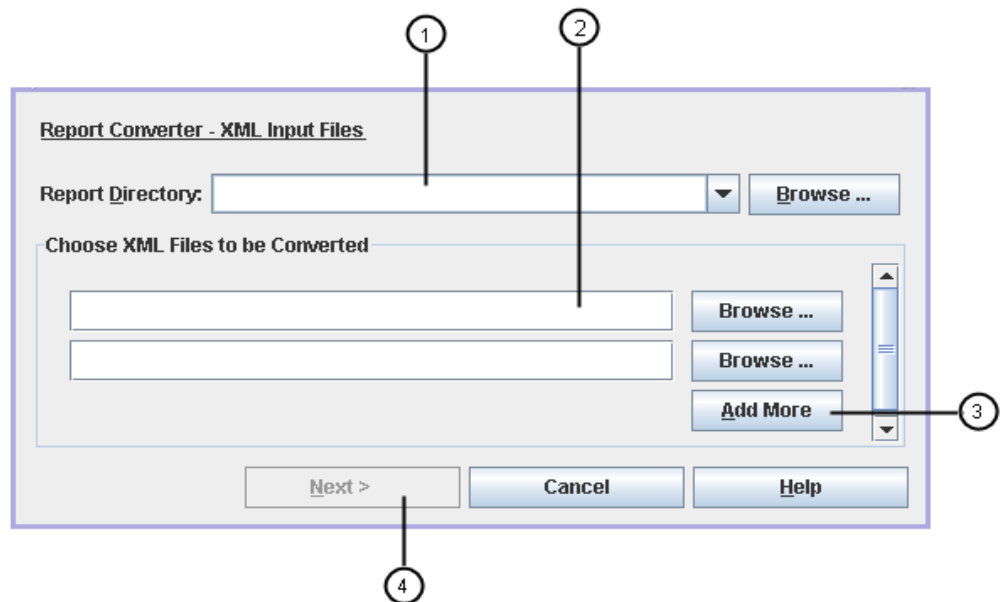 1
2
Report Converter - XML Input Files
Report Directory:
Browse ...
Choose XML Files to be Converted
Browse ...
Browse ...
Add More
3
Next >
Cancel
Help
4